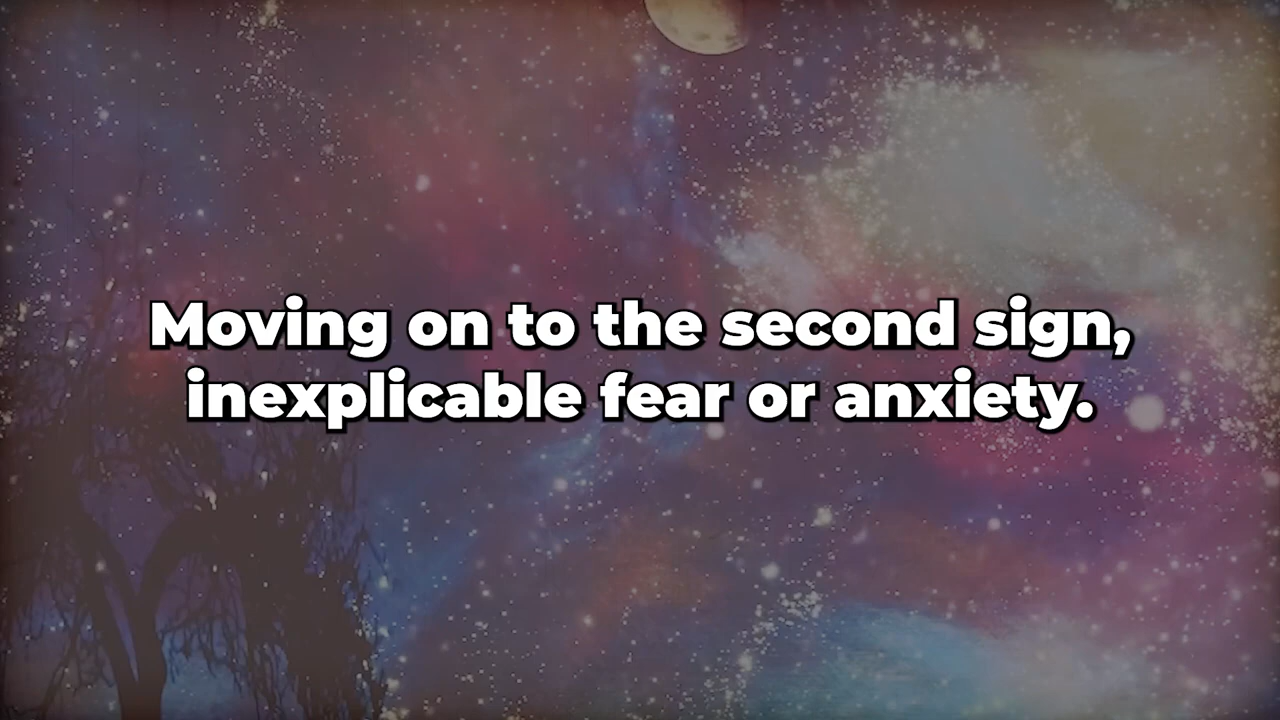 Moving on to the second sign,
inexplicable fear or anxiety.